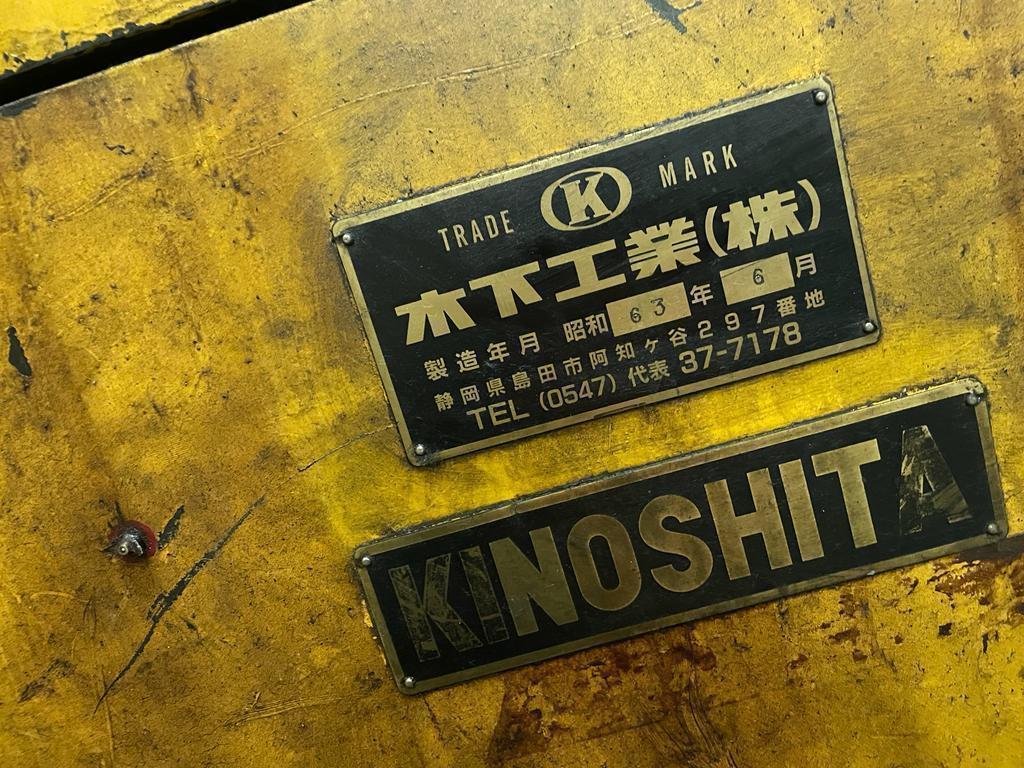 TRADE K MARK
木下工業(株)
製造年月 昭和 63 年 6 月
静岡県島田市阿知ヶ谷297番地
TEL (0547) 代表 37-7178
KINOSHITA